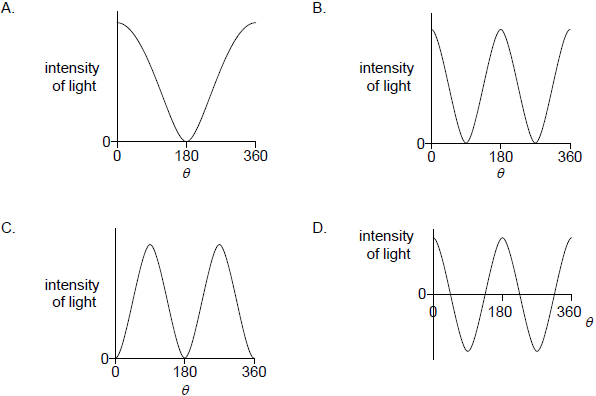 A.
intensity
of light
0
0 180 360
θ
B.
intensity
of light
0
0 180 360
θ
C.
intensity
of light
0
0 180 360
θ
D.
intensity
of light
0
0 180 360
θ